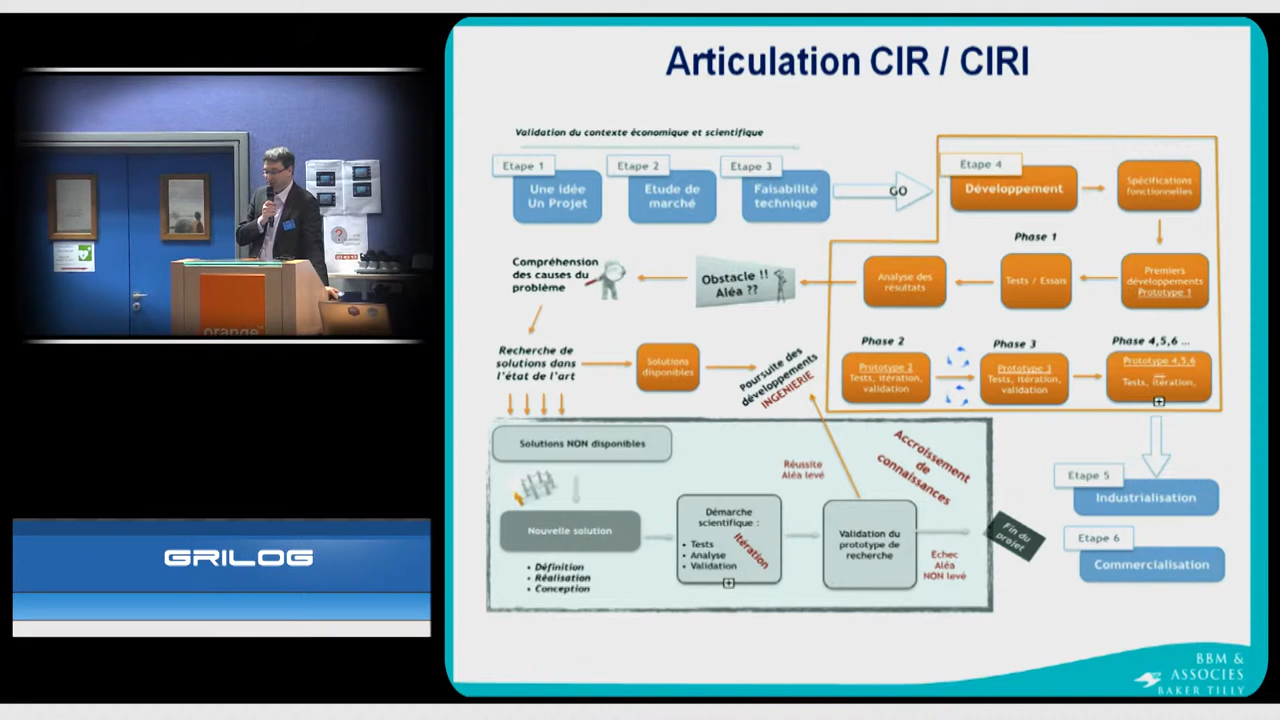 Articulation CIR / CIRI
Validation du contexte économique et scientifique
Etape 1
Une idée
Un Projet
Etape 2
Etude de
marché
Etape 3
Faisabilité
technique
GO
Etape 4
Développement
Spécifications
fonctionnelles
Phase 1
Premiers
développements
Prototype 1
Tests / Essais
Analyse des
résultats
Obstacle !!
Aléa ??
Compréhension
des causes du
problème
Recherche de
solutions dans
l'état de l'art
Solutions
disponibles
Poursuite des
développements
INGENIERIE
Phase 2
Prototype 2
Tests, itération,
validation
Phase 3
Prototype 3
Tests, itération,
validation
Phase 4,5,6 ...
Prototype 4,5,6
...
Tests, itération,
Solutions NON disponibles
Nouvelle solution
• Définition
• Réalisation
• Conception
Démarche
scientifique :
• Tests
• Analyse
• Validation
Itération
Validation du
prototype de
recherche
Réussite
Aléa levé
Accroissement
de
connaissances
Echec
Aléa
NON levé
Fin du
projet
Etape 5
Industrialisation
Etape 6
Commercialisation
BBM &
ASSOCIES
BAKER TILLY
orange
GRILOG